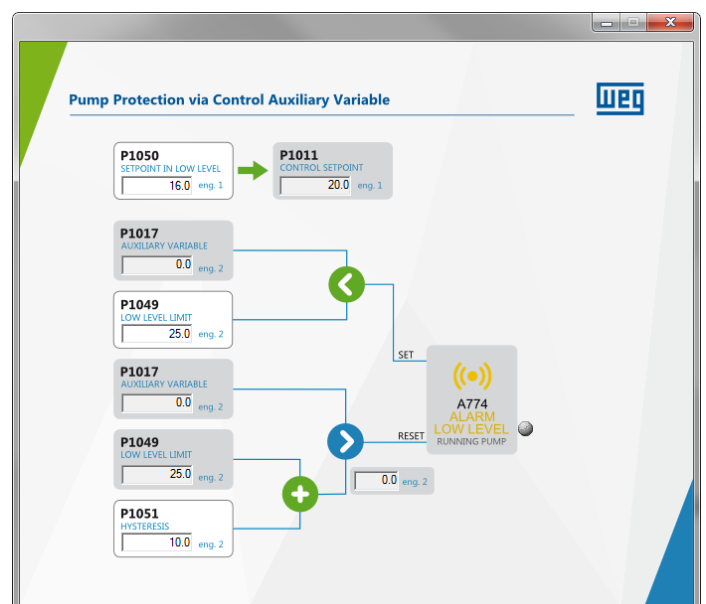 Pump Protection via Control Auxiliary Variable
WEG
P1050
SETPOINT IN LOW LEVEL
16.0 eng. 1
P1011
CONTROL SETPOINT
20.0 eng. 1
P1017
AUXILIARY VARIABLE
0.0 eng. 2
P1049
LOW LEVEL LIMIT
25.0 eng. 2
SET
P1017
AUXILIARY VARIABLE
0.0 eng. 2
A774
ALARM
LOW LEVEL
RUNNING PUMP
RESET
P1049
LOW LEVEL LIMIT
25.0 eng. 2
0.0 eng. 2
P1051
HYSTERESIS
10.0 eng. 2